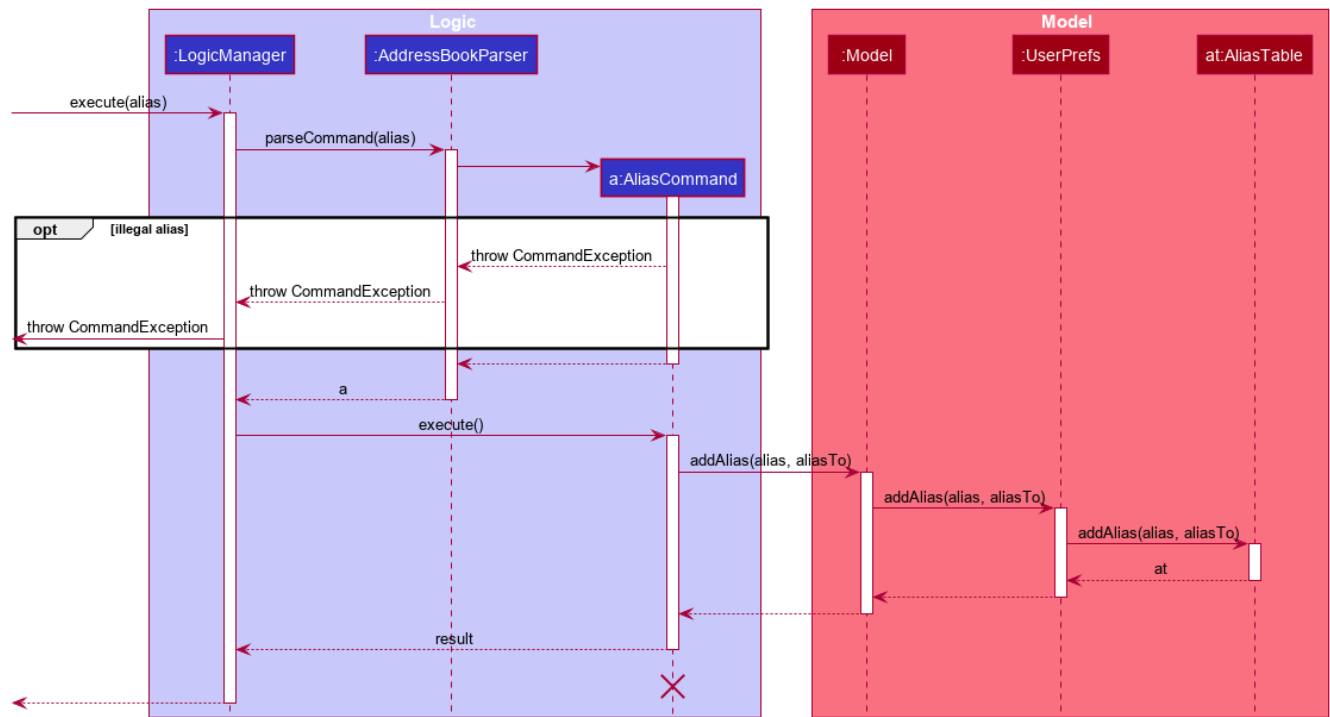 Logic
Model
:LogicManager
:AddressBookParser
:Model
:UserPrefs
at:AliasTable
execute(alias)
parseCommand(alias)
a:AliasCommand
opt
[illegal alias]
throw CommandException
throw CommandException
throw CommandException
a
execute()
addAlias(alias, aliasTo)
addAlias(alias, aliasTo)
addAlias(alias, aliasTo)
at
result